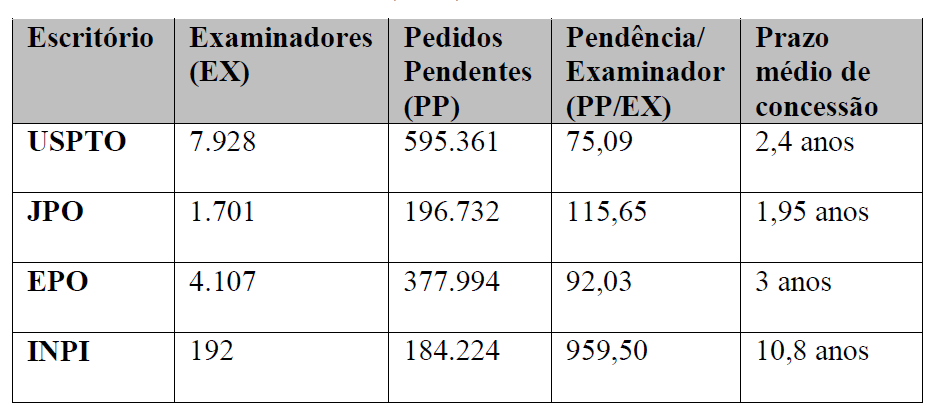 Escritório Examinadores (EX) Pedidos Pendentes (PP) Pendência/ Examinador (PP/EX) Prazo médio de concessão
USPTO 7.928 595.361 75,09 2,4 anos
JPO 1.701 196.732 115,65 1,95 anos
EPO 4.107 377.994 92,03 3 anos
INPI 192 184.224 959,50 10,8 anos